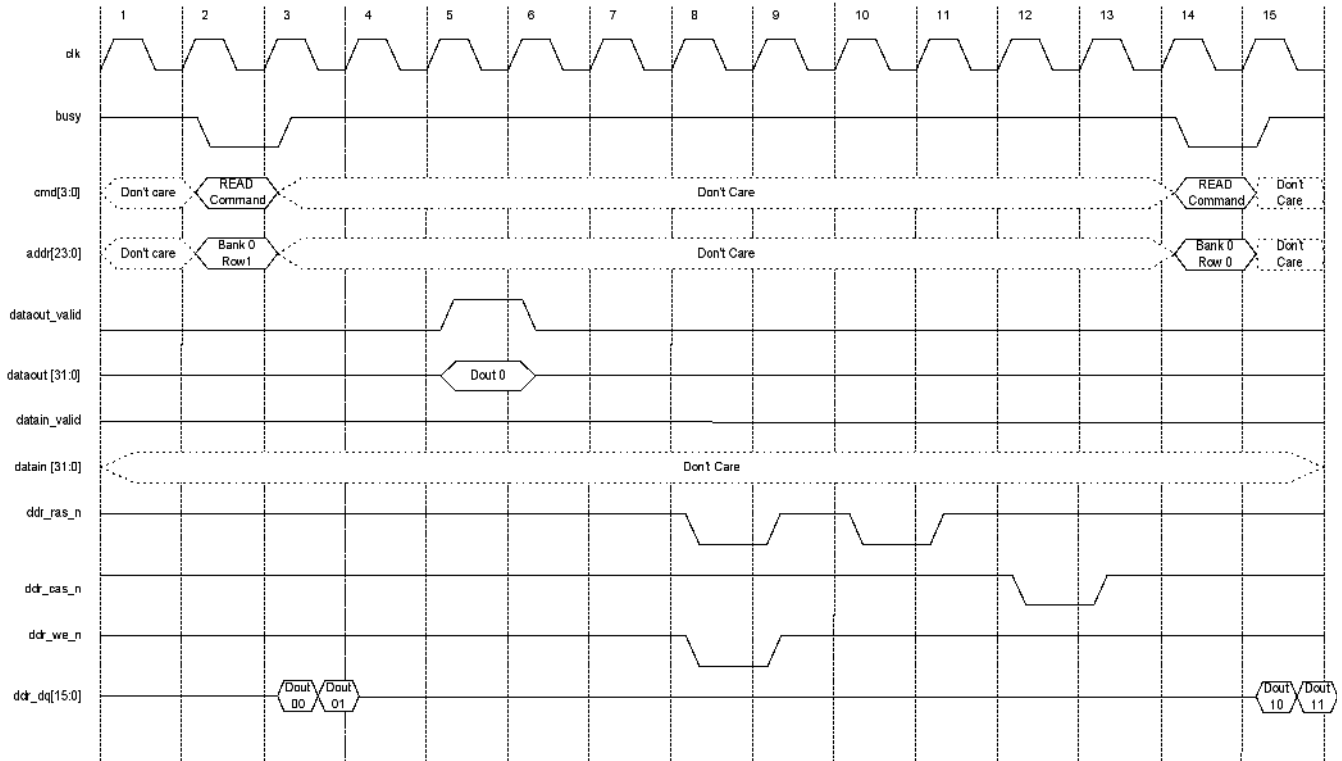 1 2 3 4 5 6 7 8 9 10 11 12 13 14 15
clk
busy
cmd[3:0] Don't care READ Command Don't Care READ Command Don't Care
addr[23:0] Don't care Bank 0 Row1 Don't Care Bank 0 Row 0 Don't Care
dataout_valid
dataout [31:0] Dout 0
datain_valid
datain [31:0] Don't Care
ddr_ras_n
ddr_cas_n
ddr_we_n
ddr_dq[15:0] Dout 00 Dout 01 Dout 10 Dout 11